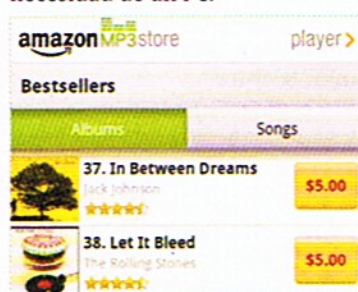 amazon MP3 store player >
Bestsellers
Albums Songs
37. In Between Dreams
Jack Johnson
$5.00
38. Let It Bleed
The Rolling Stones
$5.00